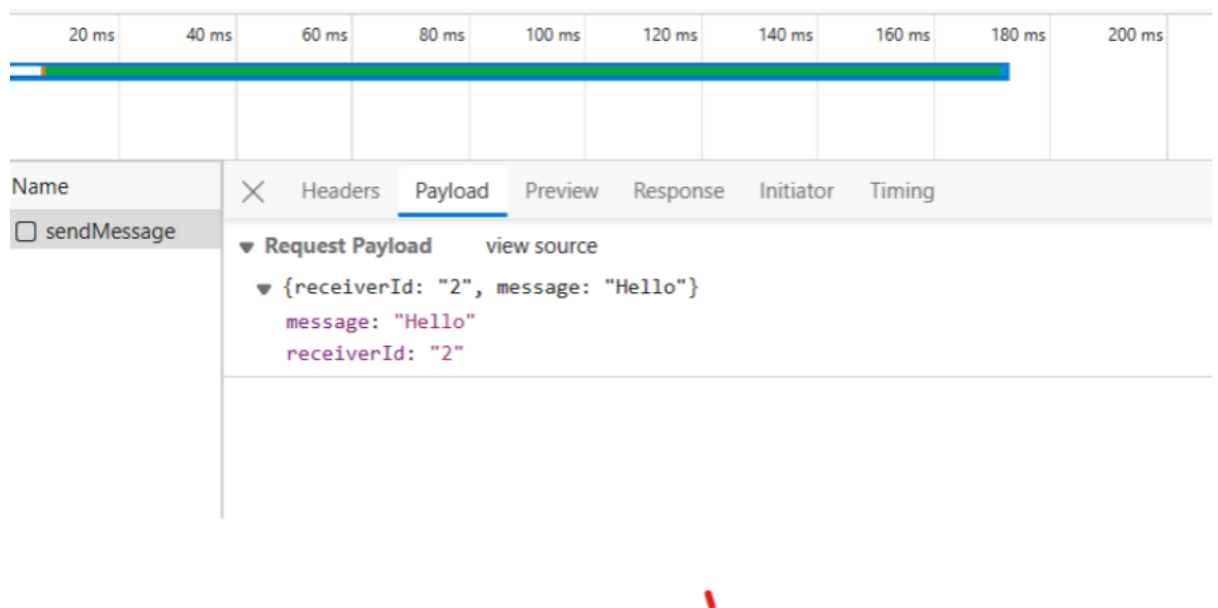 20 ms 40 ms 60 ms 80 ms 100 ms 120 ms 140 ms 160 ms 180 ms 200 ms
Name Headers Payload Preview Response Initiator Timing
sendMessage
Request Payload view source
{receiverId: "2", message: "Hello"}
message: "Hello"
receiverId: "2"